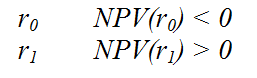 r₀ NPV(r₀) < 0
r₁ NPV(r₁) > 0